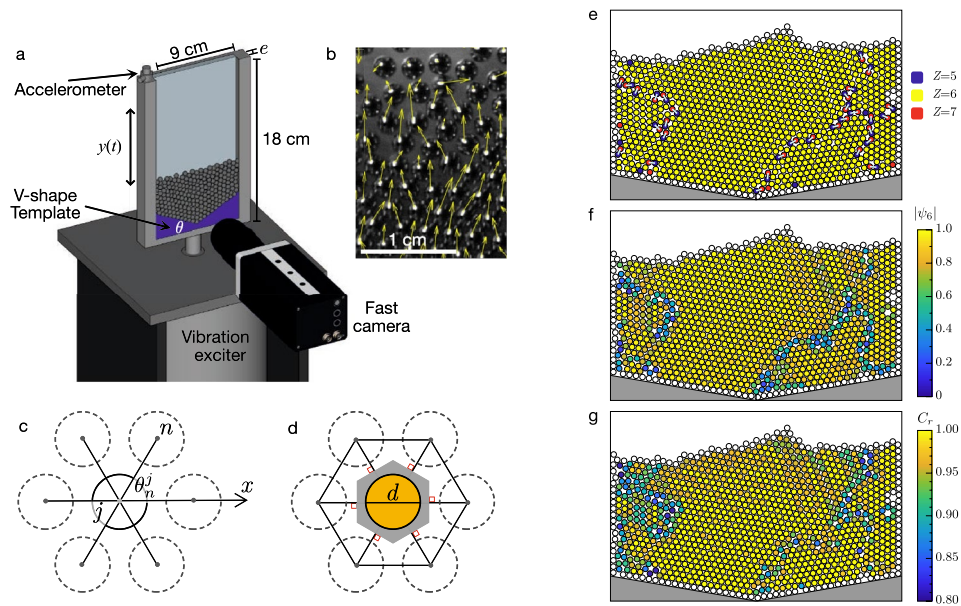 a
9 cm
e
Accelerometer
y(t)
18 cm
V-shape
Template
θ
Vibration
exciter
Fast
camera
b
1 cm
c
n
θ_n^j
x
j
d
d
e
Z=5
Z=6
Z=7
f
|ψ₆|
1.0
0.8
0.6
0.4
0.2
0
g
C_r
1.00
0.95
0.90
0.85
0.80